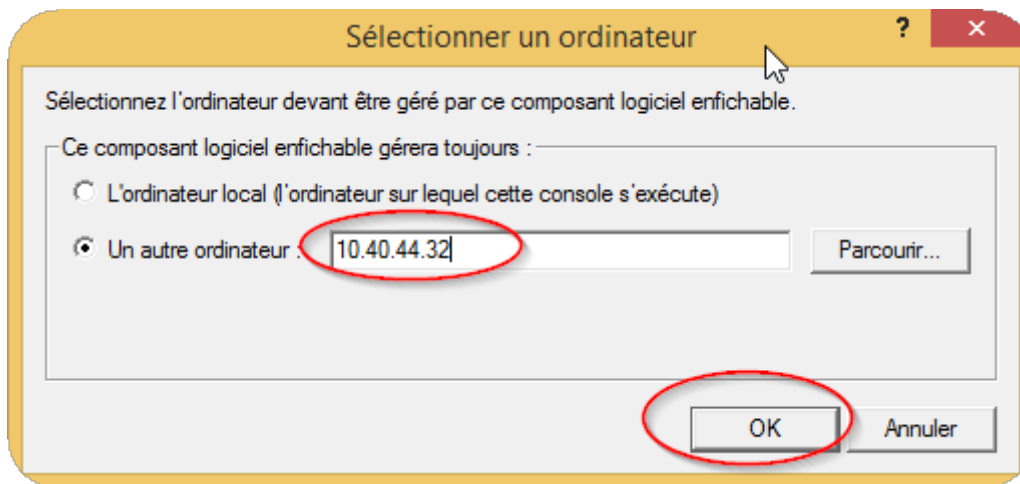 Sélectionner un ordinateur
?
×
Sélectionnez l'ordinateur devant être géré par ce composant logiciel enfichable.
Ce composant logiciel enfichable gérera toujours :
L'ordinateur local (l'ordinateur sur lequel cette console s'exécute)
Un autre ordinateur : 10.40.44.32 Parcourir...
OK Annuler